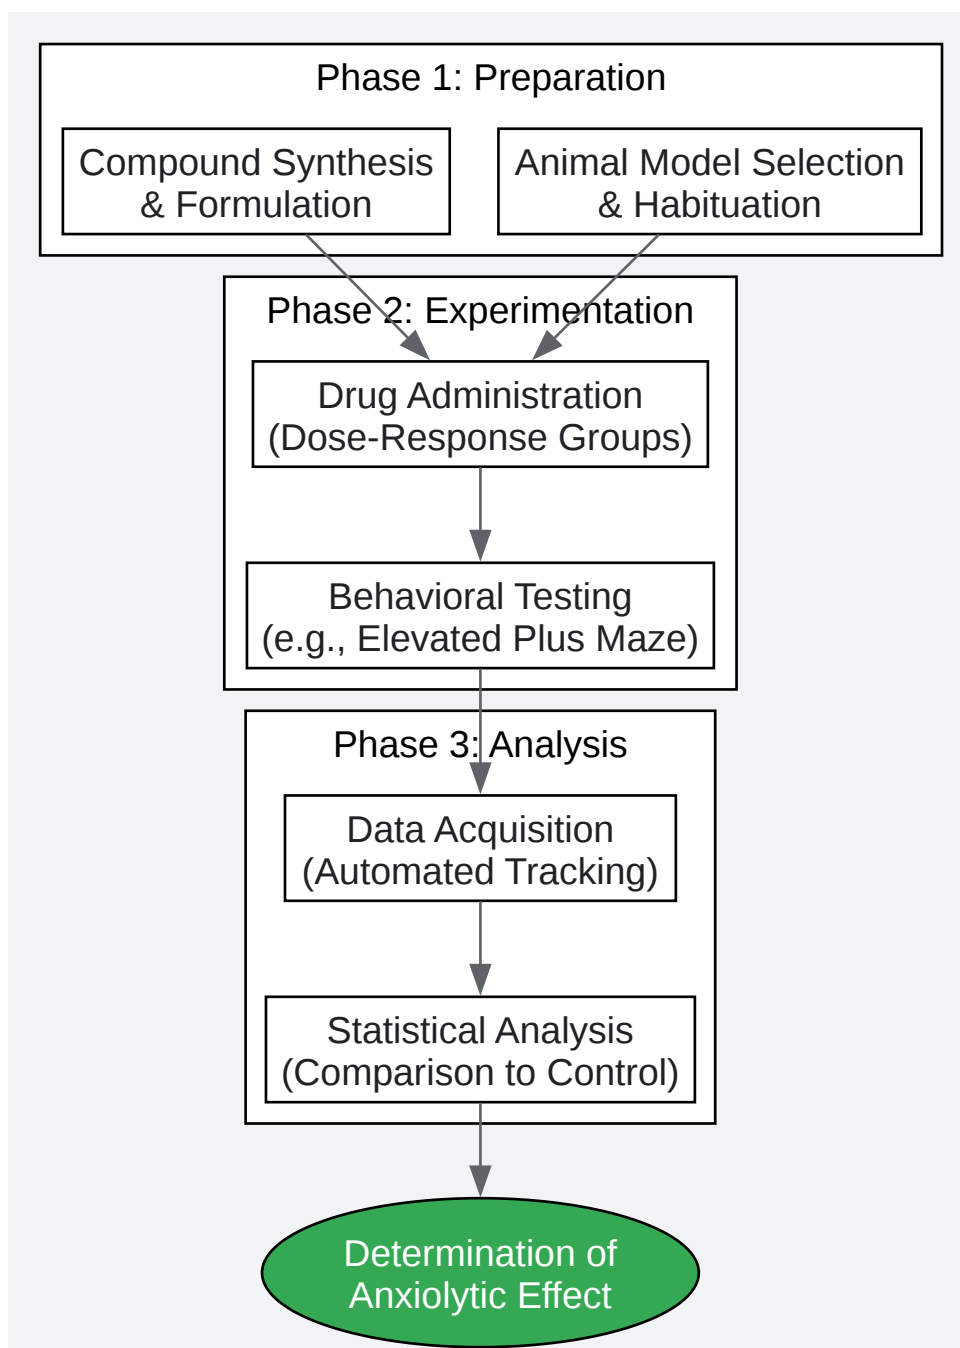 Phase 1: Preparation
Compound Synthesis
& Formulation
Animal Model Selection
& Habituation
Phase 2: Experimentation
Drug Administration
(Dose-Response Groups)
Behavioral Testing
(e.g., Elevated Plus Maze)
Phase 3: Analysis
Data Acquisition
(Automated Tracking)
Statistical Analysis
(Comparison to Control)
Determination of
Anxiolytic Effect